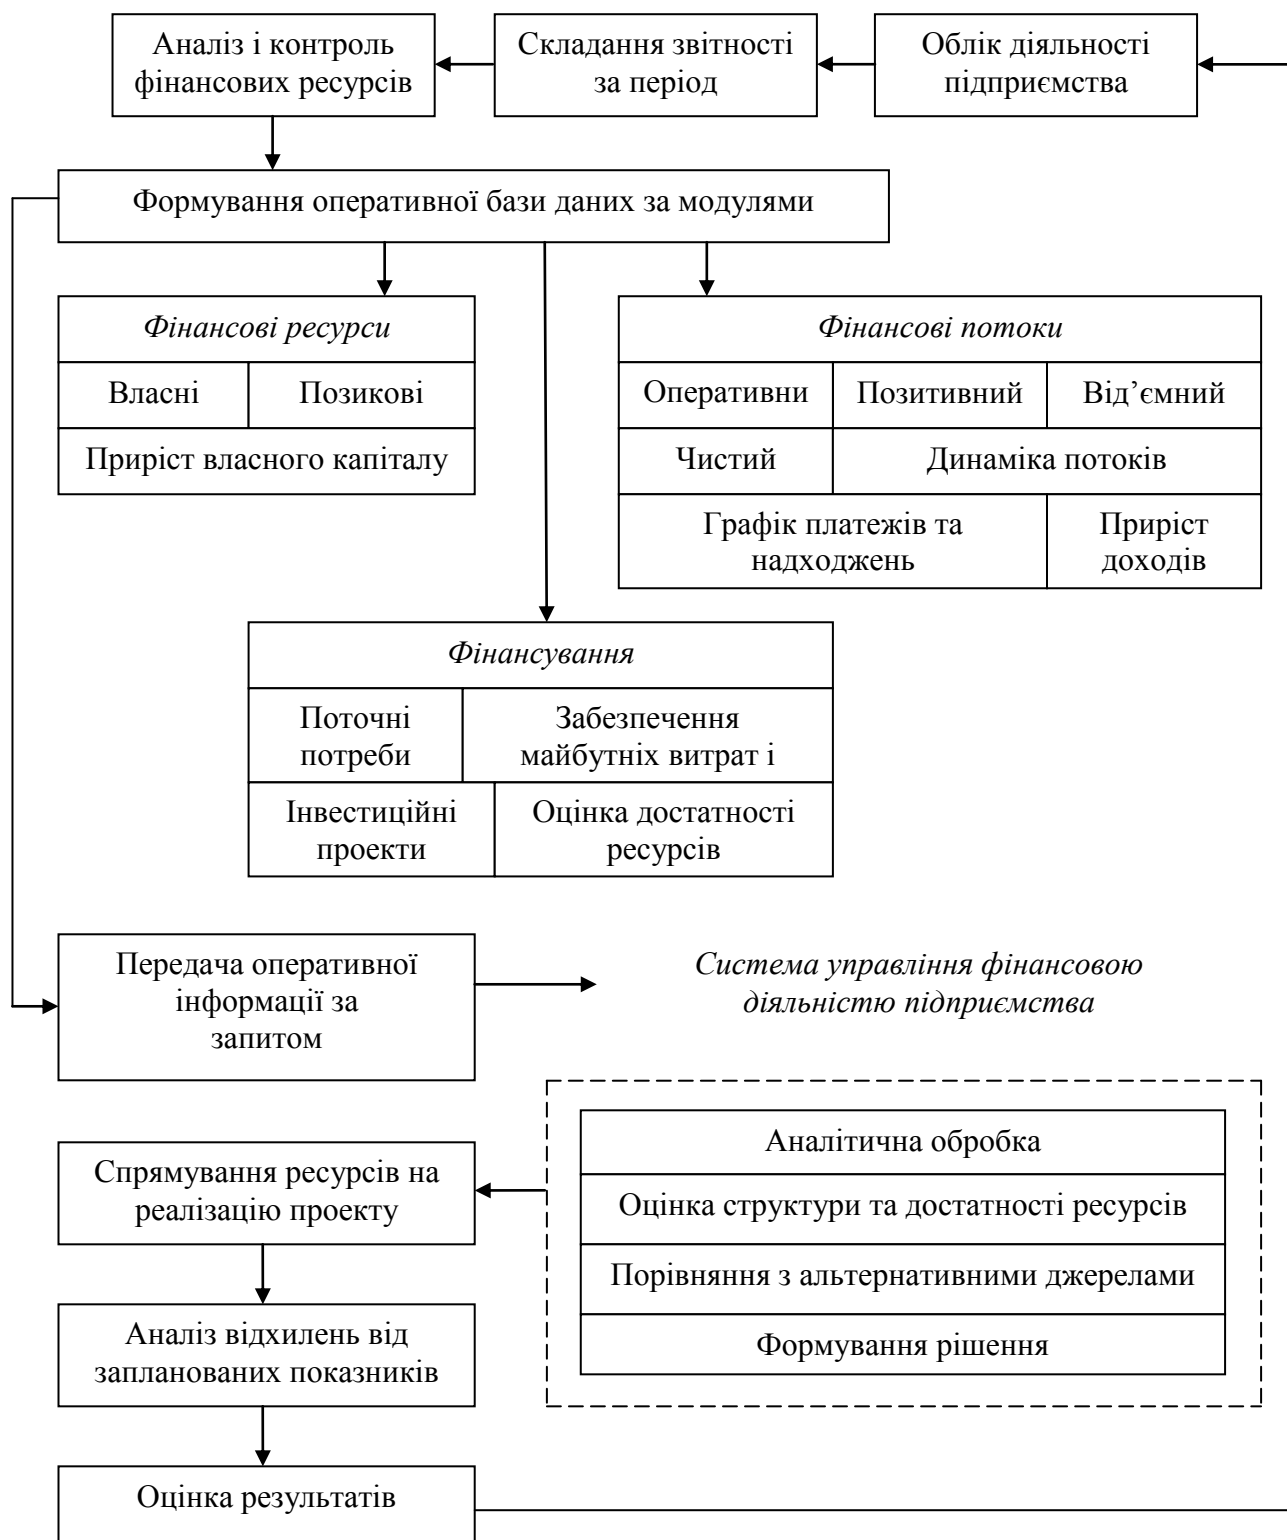 Аналіз і контроль
фінансових ресурсів
Складання звітності
за період
Облік діяльності
підприємства
Формування оперативної бази даних за модулями
Фінансові ресурси
Власні
Позикові
Приріст власного капіталу
Фінансові потоки
Оперативни
Позитивний
Від’ємний
Чистий
Динаміка потоків
Графік платежів та
надходжень
Приріст
доходів
Фінансування
Поточні
потреби
Забезпечення
майбутніх витрат і
Інвестиційні
проекти
Оцінка достатності
ресурсів
Передача оперативної
інформації за
запитом
Система управління фінансовою
діяльністю підприємства
Аналітична обробка
Оцінка структури та достатності ресурсів
Порівняння з альтернативними джерелами
Формування рішення
Спрямування ресурсів на
реалізацію проекту
Аналіз відхилень від
запланованих показників
Оцінка результатів